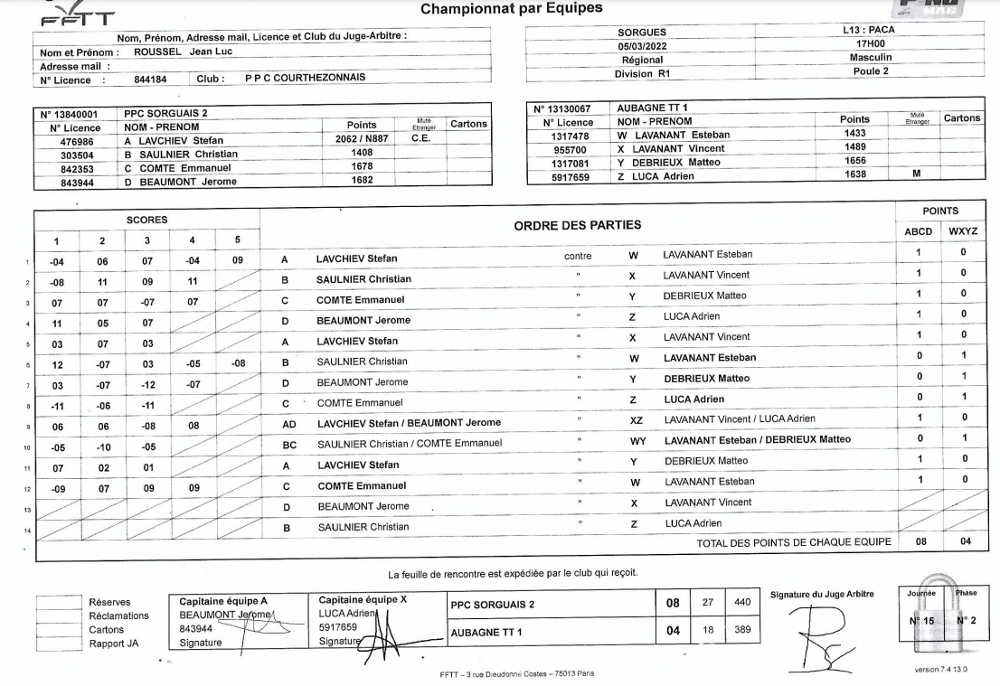 Championnat par Equipes
FFTT
Nom, Prénom, Adresse mail, Licence et Club du Juge-Arbitre :
Nom et Prénom : ROUSSEL Jean Luc
Adresse mail :
N° Licence : 844184 Club : P P C COURTHEZONNAIS
SORGUES L13 : PACA
05/03/2022 17H00
Régional Masculin
Division R1 Poule 2
N° 13840001 PPC SORGUAIS 2
N° Licence NOM - PRENOM Points Muté Etranger Cartons
476986 A LAVCHIEV Stefan 2062 / N887 C.E.
303504 B SAULNIER Christian 1408
842353 C COMTE Emmanuel 1678
843944 D BEAUMONT Jerome 1682
N° 13130067 AUBAGNE TT 1
N° Licence NOM - PRENOM Points Muté Etranger Cartons
1317478 W LAVANANT Esteban 1433
955700 X LAVANANT Vincent 1489
1317081 Y DEBRIEUX Matteo 1656
5917659 Z LUCA Adrien 1638 M
SCORES ORDRE DES PARTIES POINTS
1 2 3 4 5 ABCD WXYZ
1 -04 06 07 -04 09 A LAVCHIEV Stefan contre W LAVANANT Esteban 1 0
2 -08 11 09 11 B SAULNIER Christian " X LAVANANT Vincent 1 0
3 07 07 -07 07 C COMTE Emmanuel " Y DEBRIEUX Matteo 1 0
4 11 05 07 D BEAUMONT Jerome " Z LUCA Adrien 1 0
5 03 07 03 A LAVCHIEV Stefan " X LAVANANT Vincent 1 0
6 12 -07 03 -05 -08 B SAULNIER Christian " W LAVANANT Esteban 0 1
7 03 -07 -12 -07 D BEAUMONT Jerome " Y DEBRIEUX Matteo 0 1
8 -11 -06 -11 C COMTE Emmanuel " Z LUCA Adrien 0 1
9 06 06 -08 08 AD LAVCHIEV Stefan / BEAUMONT Jerome " XZ LAVANANT Vincent / LUCA Adrien 1 0
10 -05 -10 -05 BC SAULNIER Christian / COMTE Emmanuel " WY LAVANANT Esteban / DEBRIEUX Matteo 0 1
11 07 02 01 A LAVCHIEV Stefan " Y DEBRIEUX Matteo 1 0
12 -09 07 09 09 C COMTE Emmanuel " W LAVANANT Esteban 1 0
13 D BEAUMONT Jerome " X LAVANANT Vincent
14 B SAULNIER Christian " Z LUCA Adrien
TOTAL DES POINTS DE CHAQUE EQUIPE 08 04
La feuille de rencontre est expédiée par le club qui reçoit.
Réserves
Réclamations
Cartons
Rapport JA
Capitaine équipe A
BEAUMONT Jerome
843944
Signature
Capitaine équipe X
LUCA Adrien
5917659
Signature
PPC SORGUAIS 2 08 27 440
AUBAGNE TT 1 04 18 389
Signature du Juge Arbitre
Journée Phase
N° 15 N° 2
version 7.4.13.0
FFTT – 3 rue Dieudonné Costes – 75013 Paris